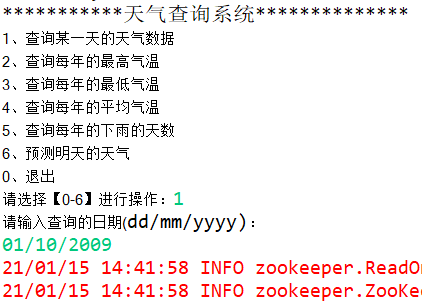 ***********天气查询系统**************
1、查询某一天的天气数据
2、查询每年的最高气温
3、查询每年的最低气温
4、查询每年的平均气温
5、查询每年的下雨的天数
6、预测明天的天气
0、退出
请选择【0-6】进行操作：1
请输入查询的日期(dd/mm/yyyy)：
01/10/2009
21/01/15 14:41:58 INFO zookeeper.ReadO
21/01/15 14:41:58 INFO zookeeper.ZooKe